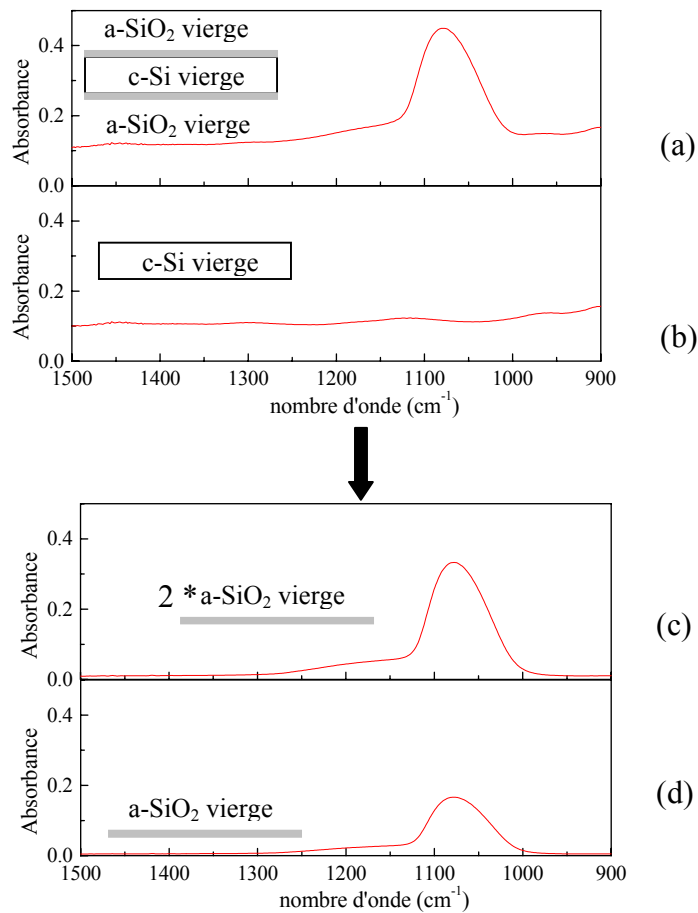 a-SiO₂ vierge
c-Si vierge
a-SiO₂ vierge
Absorbance
0.4
0.2
0.0
(a)
c-Si vierge
Absorbance
0.4
0.2
0.0
(b)
1500 1400 1300 1200 1100 1000 900
nombre d'onde (cm⁻¹)
2 * a-SiO₂ vierge
Absorbance
0.4
0.2
0.0
(c)
a-SiO₂ vierge
Absorbance
0.4
0.2
0.0
(d)
1500 1400 1300 1200 1100 1000 900
nombre d'onde (cm⁻¹)